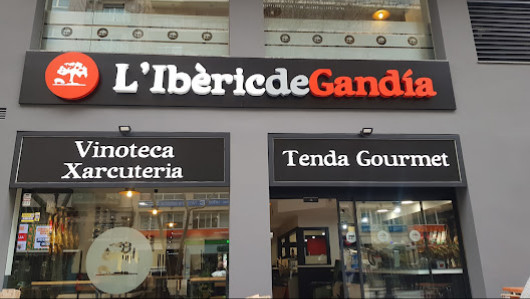 L'IbèricdeGandía
Vinoteca
Xarcuteria
Tenda Gourmet